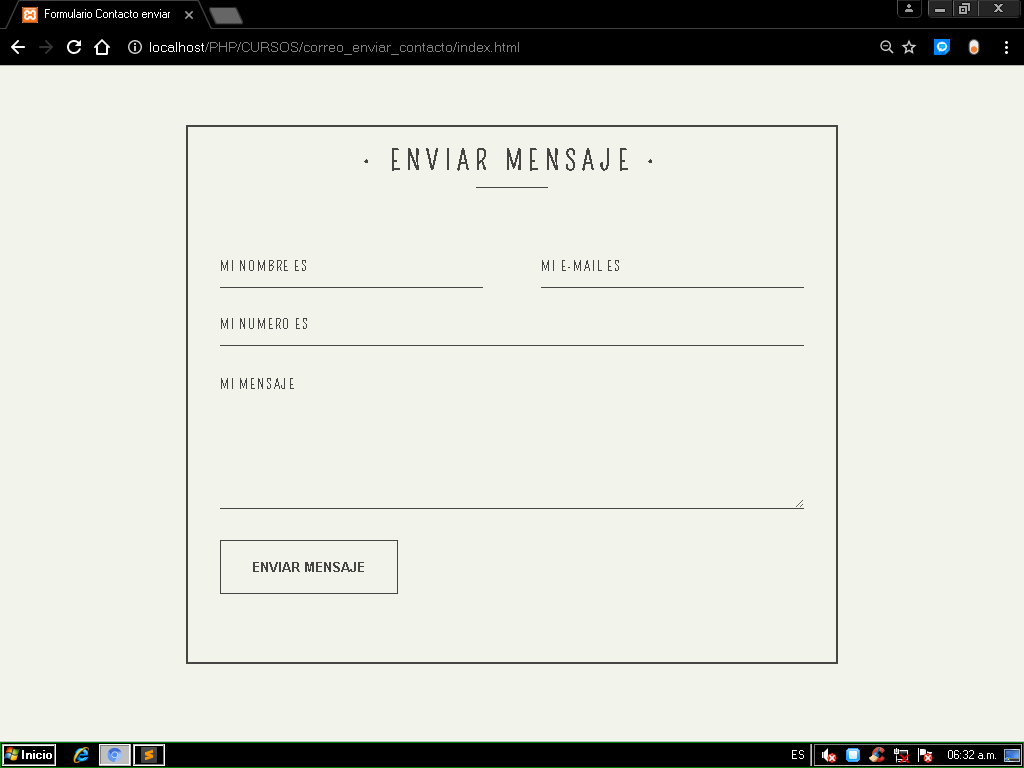 Formulario Contacto enviar
localhost/PHP/CURSOS/correo_enviar_contacto/index.html
· ENVIAR MENSAJE ·
MI NOMBRE ES
MI E-MAIL ES
MI NUMERO ES
MI MENSAJE
ENVIAR MENSAJE
Inicio
ES
06:32 a.m.